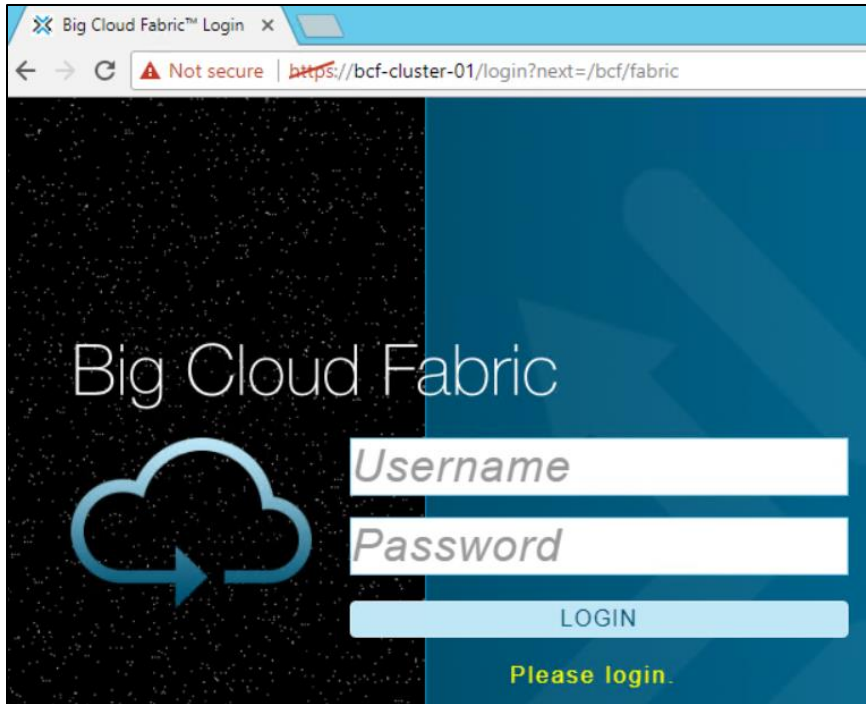 Big Cloud Fabric™ Login
Not secure | https://bcf-cluster-01/login?next=/bcf/fabric
Big Cloud Fabric
Username
Password
LOGIN
Please login.